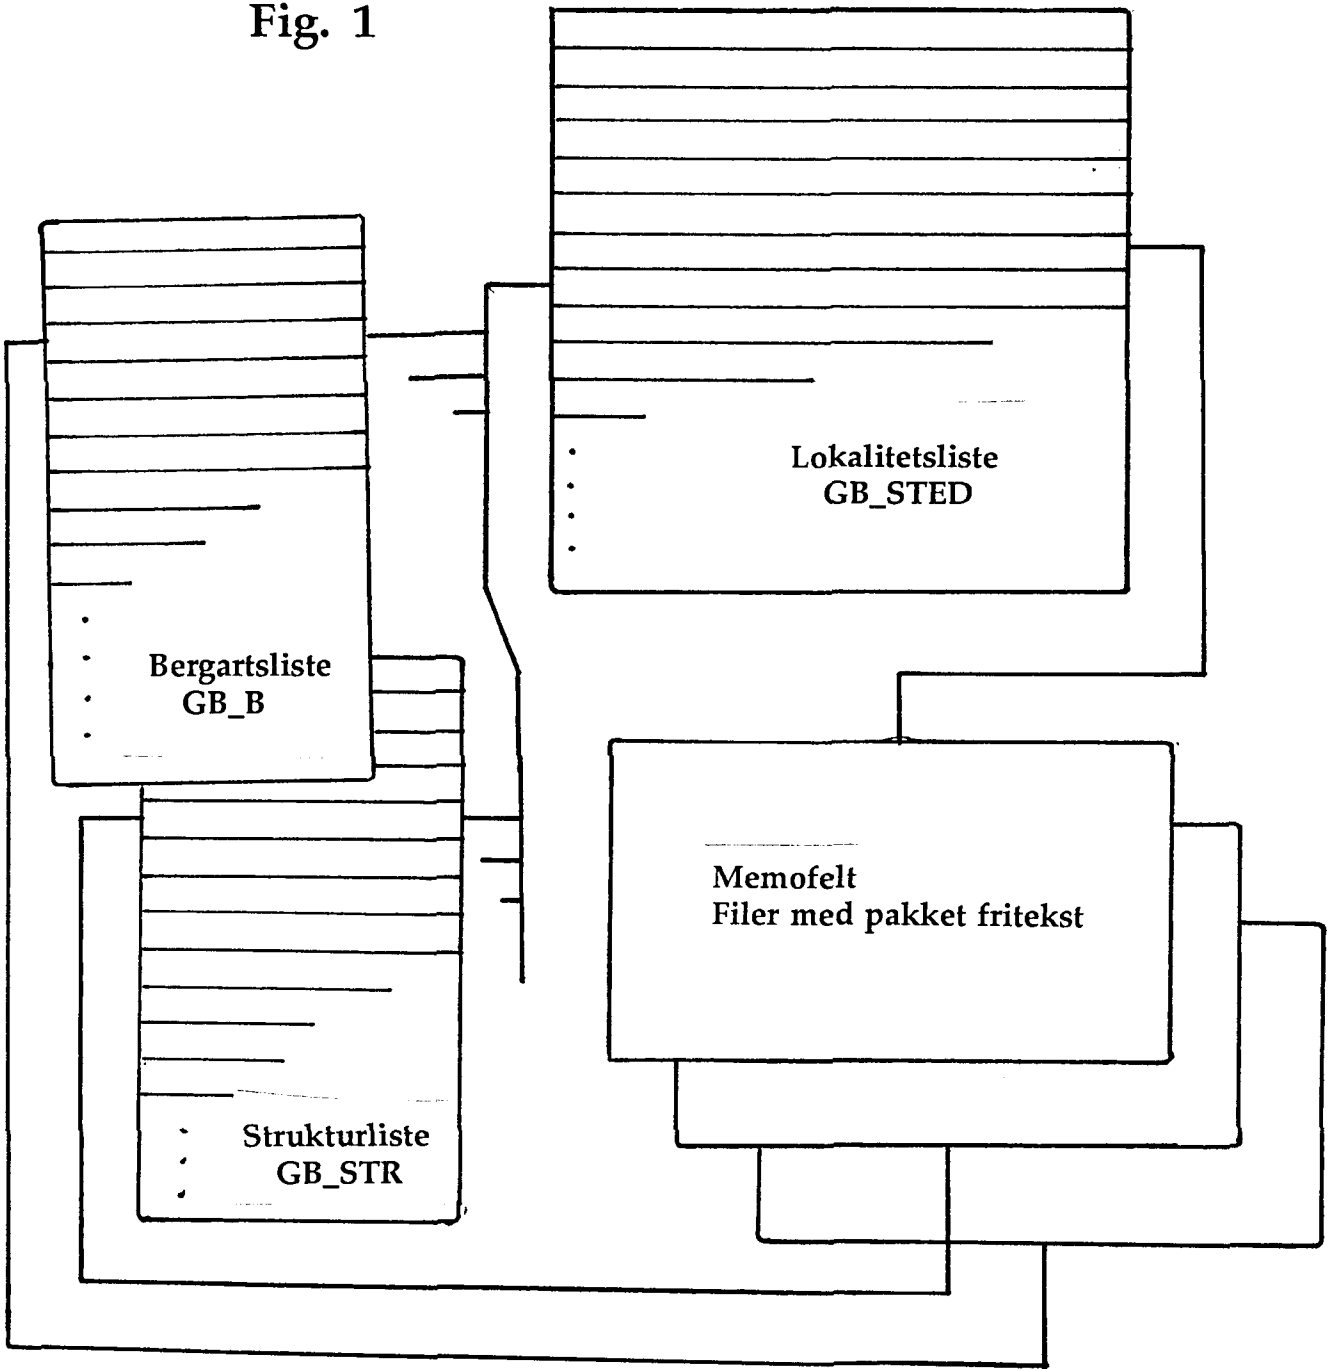 Fig. 1
Lokalitetsliste
GB_STED
Bergartsliste
GB_B
Memofelt
Filer med pakket fritekst
Strukturliste
GB_STR